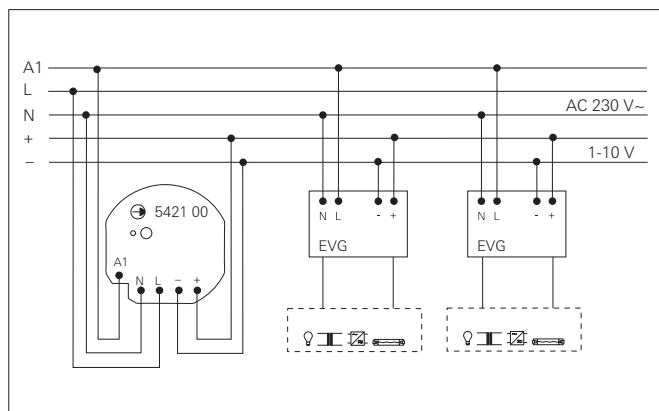 A1
L
N
AC 230 V~
+
–
1-10 V
5421 00
A1
N L – +
N L - +
EVG
N L - +
EVG